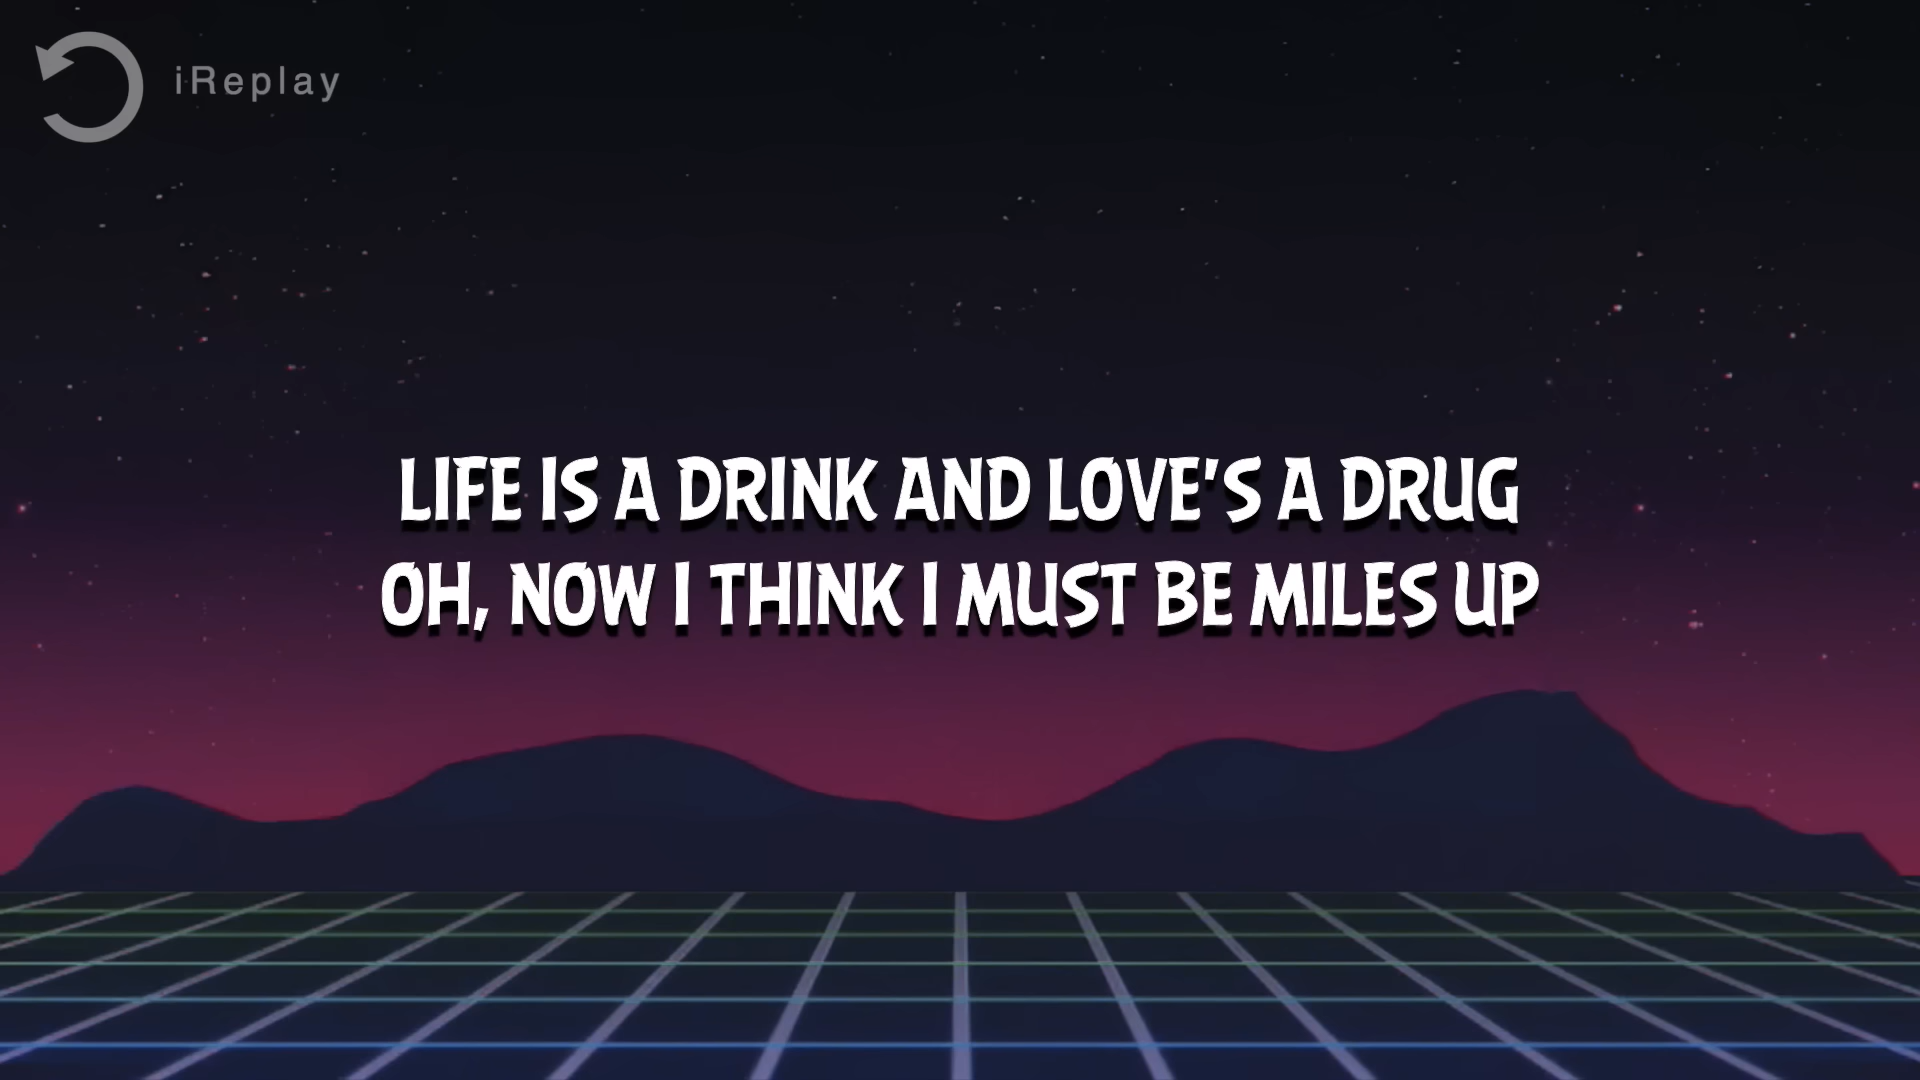 iReplay
LIFE IS A DRINK AND LOVE'S A DRUG
OH, NOW I THINK I MUST BE MILES UP